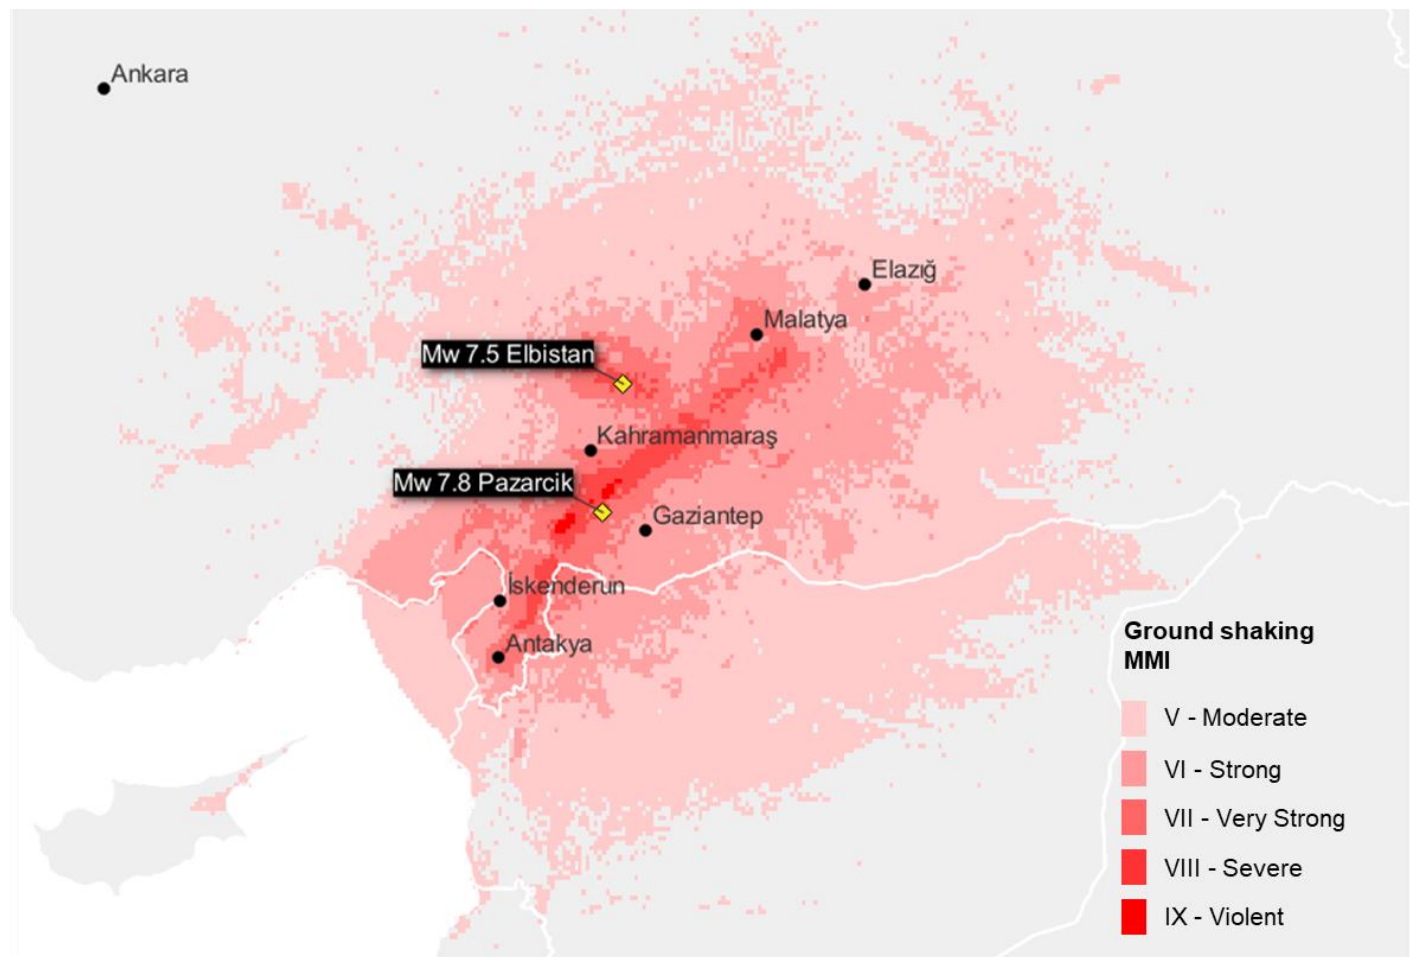 Ankara
Elazığ
Malatya
Mw 7.5 Elbistan
Kahramanmaraş
Mw 7.8 Pazarcik
Gaziantep
İskenderun
Antakya
Ground shaking
MMI
V - Moderate
VI - Strong
VII - Very Strong
VIII - Severe
IX - Violent